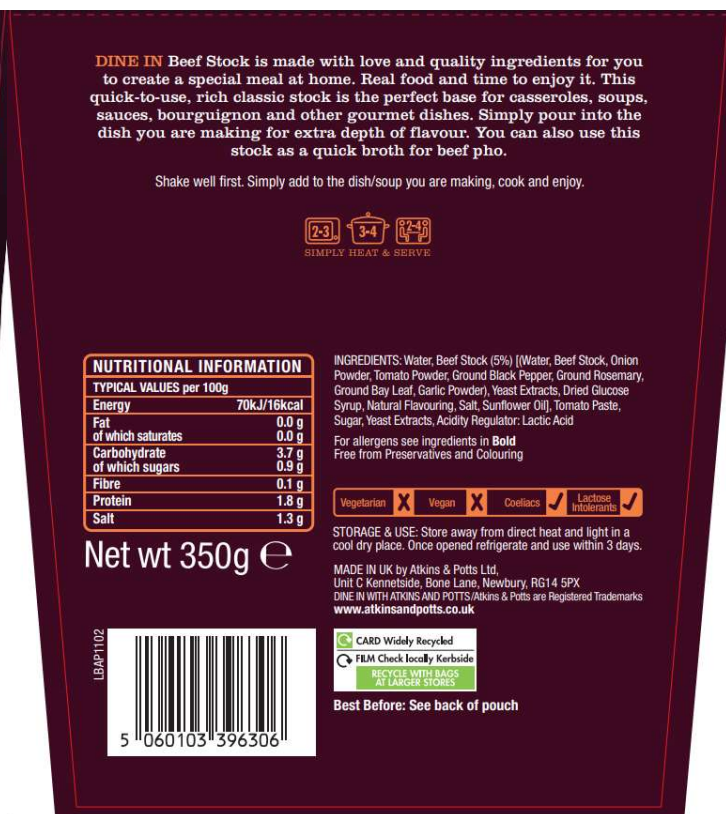 DINE IN Beef Stock is made with love and quality ingredients for you
to create a special meal at home. Real food and time to enjoy it. This
quick-to-use, rich classic stock is the perfect base for casseroles, soups,
sauces, bourguignon and other gourmet dishes. Simply pour into the
dish you are making for extra depth of flavour. You can also use this
stock as a quick broth for beef pho.
Shake well first. Simply add to the dish/soup you are making, cook and enjoy.
2-3 3-4 2-4
SIMPLY HEAT & SERVE
NUTRITIONAL INFORMATION
TYPICAL VALUES per 100g
Energy 70kJ/16kcal
Fat 0.0 g
of which saturates 0.0 g
Carbohydrate 3.7 g
of which sugars 0.9 g
Fibre 0.1 g
Protein 1.8 g
Salt 1.3 g
Net wt 350g ℮
INGREDIENTS: Water, Beef Stock (5%) [(Water, Beef Stock, Onion
Powder, Tomato Powder, Ground Black Pepper, Ground Rosemary,
Ground Bay Leaf, Garlic Powder), Yeast Extracts, Dried Glucose
Syrup, Natural Flavouring, Salt, Sunflower Oil], Tomato Paste,
Sugar, Yeast Extracts, Acidity Regulator: Lactic Acid
For allergens see ingredients in Bold
Free from Preservatives and Colouring
Vegetarian X Vegan X Coeliacs ✓ Lactose Intolerants ✓
STORAGE & USE: Store away from direct heat and light in a
cool dry place. Once opened refrigerate and use within 3 days.
MADE IN UK by Atkins & Potts Ltd,
Unit C Kennetside, Bone Lane, Newbury, RG14 5PX
DINE IN WITH ATKINS AND POTTS/Atkins & Potts are Registered Trademarks
www.atkinsandpotts.co.uk
LBAP1102
5 060103 396306
CARD Widely Recycled
FILM Check locally Kerbside
RECYCLE WITH BAGS
AT LARGER STORES
Best Before: See back of pouch